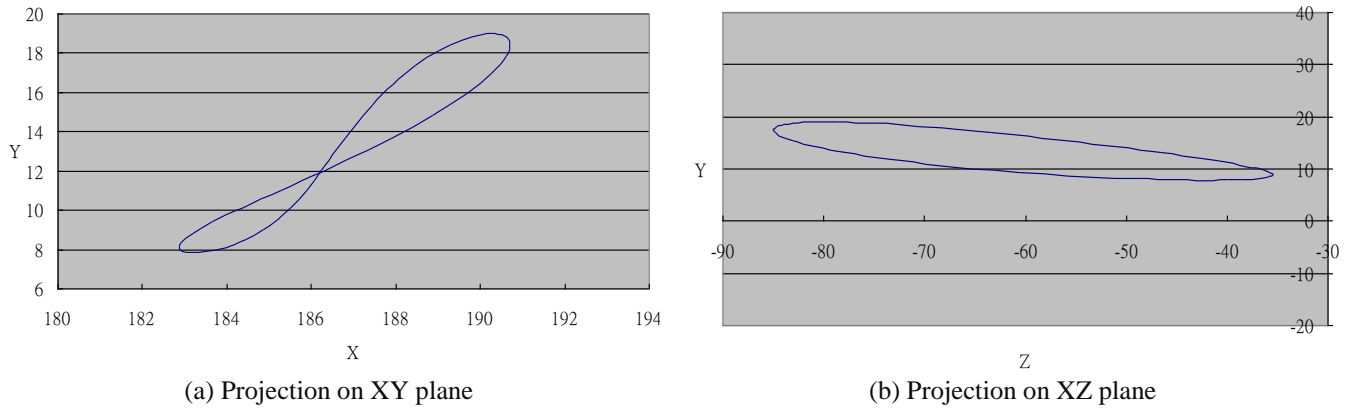 20
18
16
14
Y
12
10
8
6
180 182 184 186 188 190 192 194
X
(a) Projection on XY plane
40
30
20
Y
10
0
-90 -80 -70 -60 -50 -40 -30
-10
-20
Z
(b) Projection on XZ plane